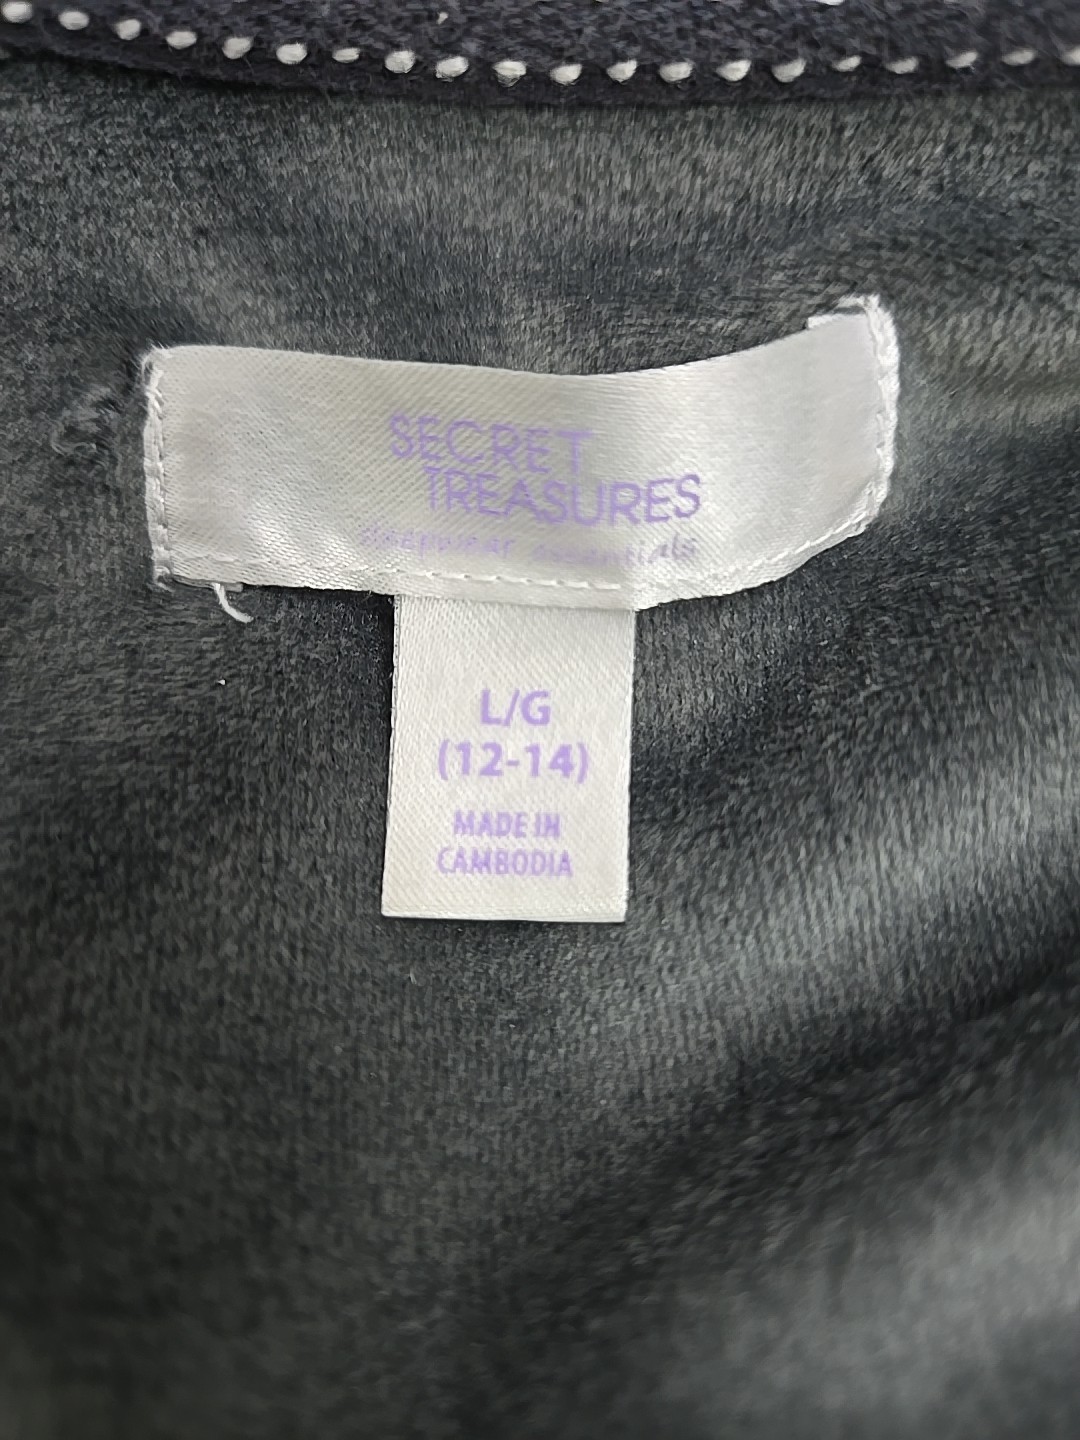 SECRET
TREASURES
sleepwear essentials
L/G
(12-14)
MADE IN
CAMBODIA